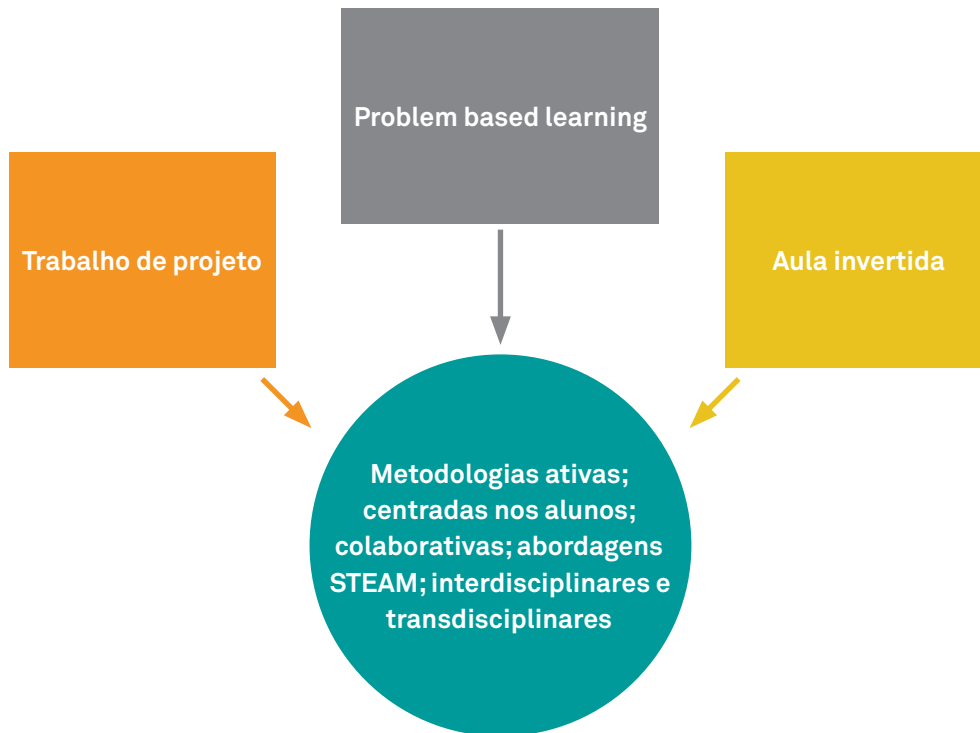 Problem based learning
Trabalho de projeto
Aula invertida
Metodologias ativas;
centradas nos alunos;
colaborativas; abordagens
STEAM; interdisciplinares e
transdisciplinares